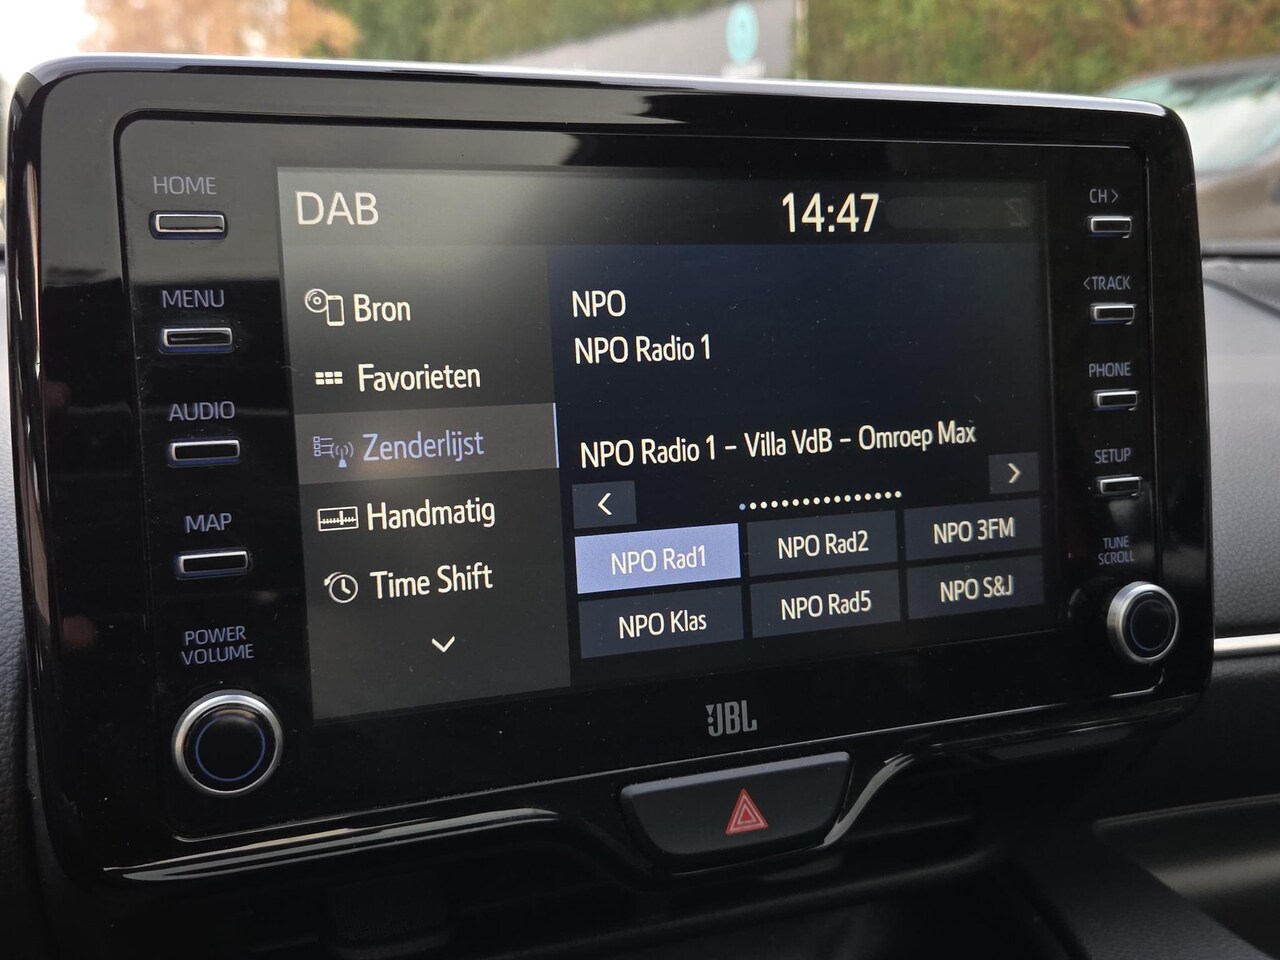 HOME
MENU
AUDIO
MAP
POWER
VOLUME
DAB
14:47
Bron
Favorieten
Zenderlijst
Handmatig
Time Shift
NPO
NPO Radio 1
NPO Radio 1 - Villa VdB - Omroep Max
< >
NPO Rad1
NPO Rad2
NPO 3FM
NPO Klas
NPO Rad5
NPO S&J
CH >
<TRACK
PHONE
SETUP
TUNE
SCROLL
JBL